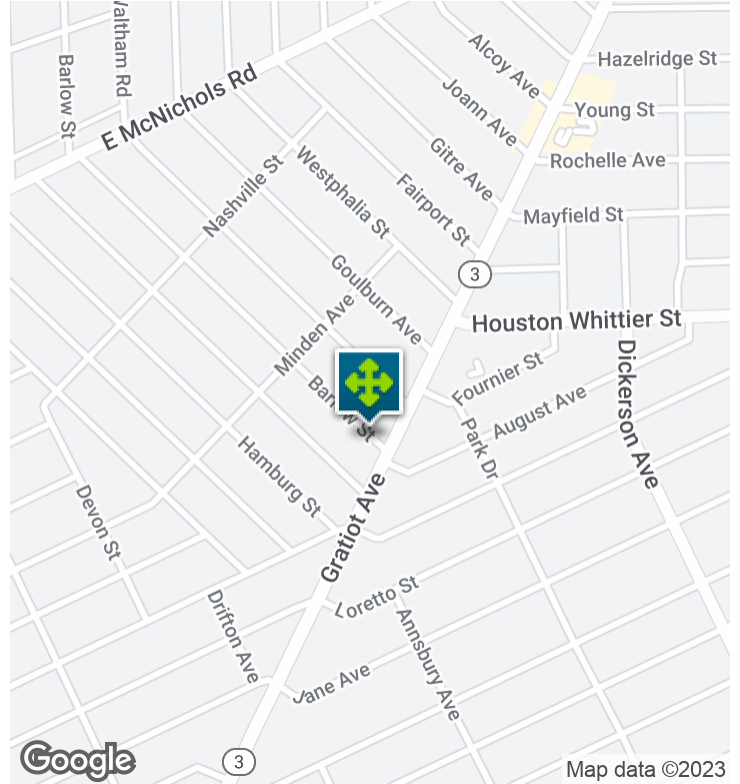 Waltham Rd
Barlow St
E McNichols Rd
Alcoy Ave
Hazelridge St
Joann Ave
Young St
Rochelle Ave
Gitre Ave
Nashville St
Westphalia St
Fairport St
Mayfield St
Goulburn Ave
3
Minden Ave
Houston Whittier St
Fournier St
Dickerson Ave
Barlow St
August Ave
Park Dr
Hamburg St
Devon St
Gratiot Ave
Loretto St
Drifton Ave
Annsbury Ave
Jane Ave
3
Google
Map data ©2023